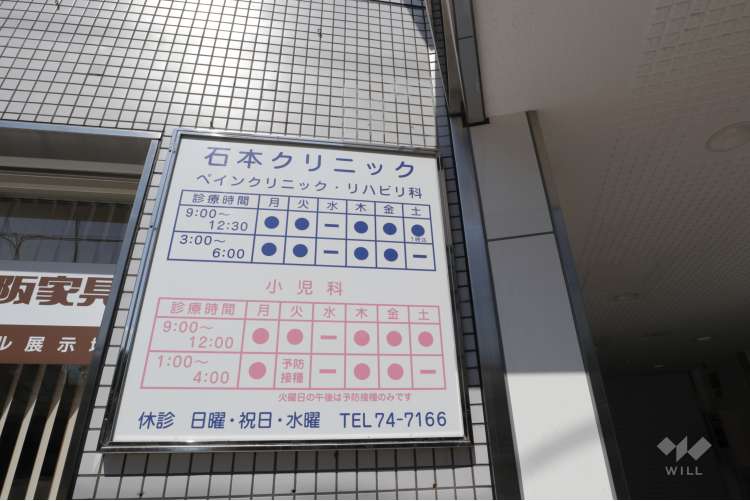 石本クリニック
ペインクリニック・リハビリ科
診療時間 月 火 水 木 金 土
9:00〜12:30 ● ● − ● ● ●
3:00〜6:00 ● ● − ● ● −
小児科
診療時間 月 火 水 木 金 土
9:00〜12:00 ● ● − ● ● ●
1:00〜4:00 ● 予防接種 − ● ● −
火曜日の午後は予防接種のみです
休診 日曜・祝日・水曜 TEL74-7166
阪家具
ル展示
WILL